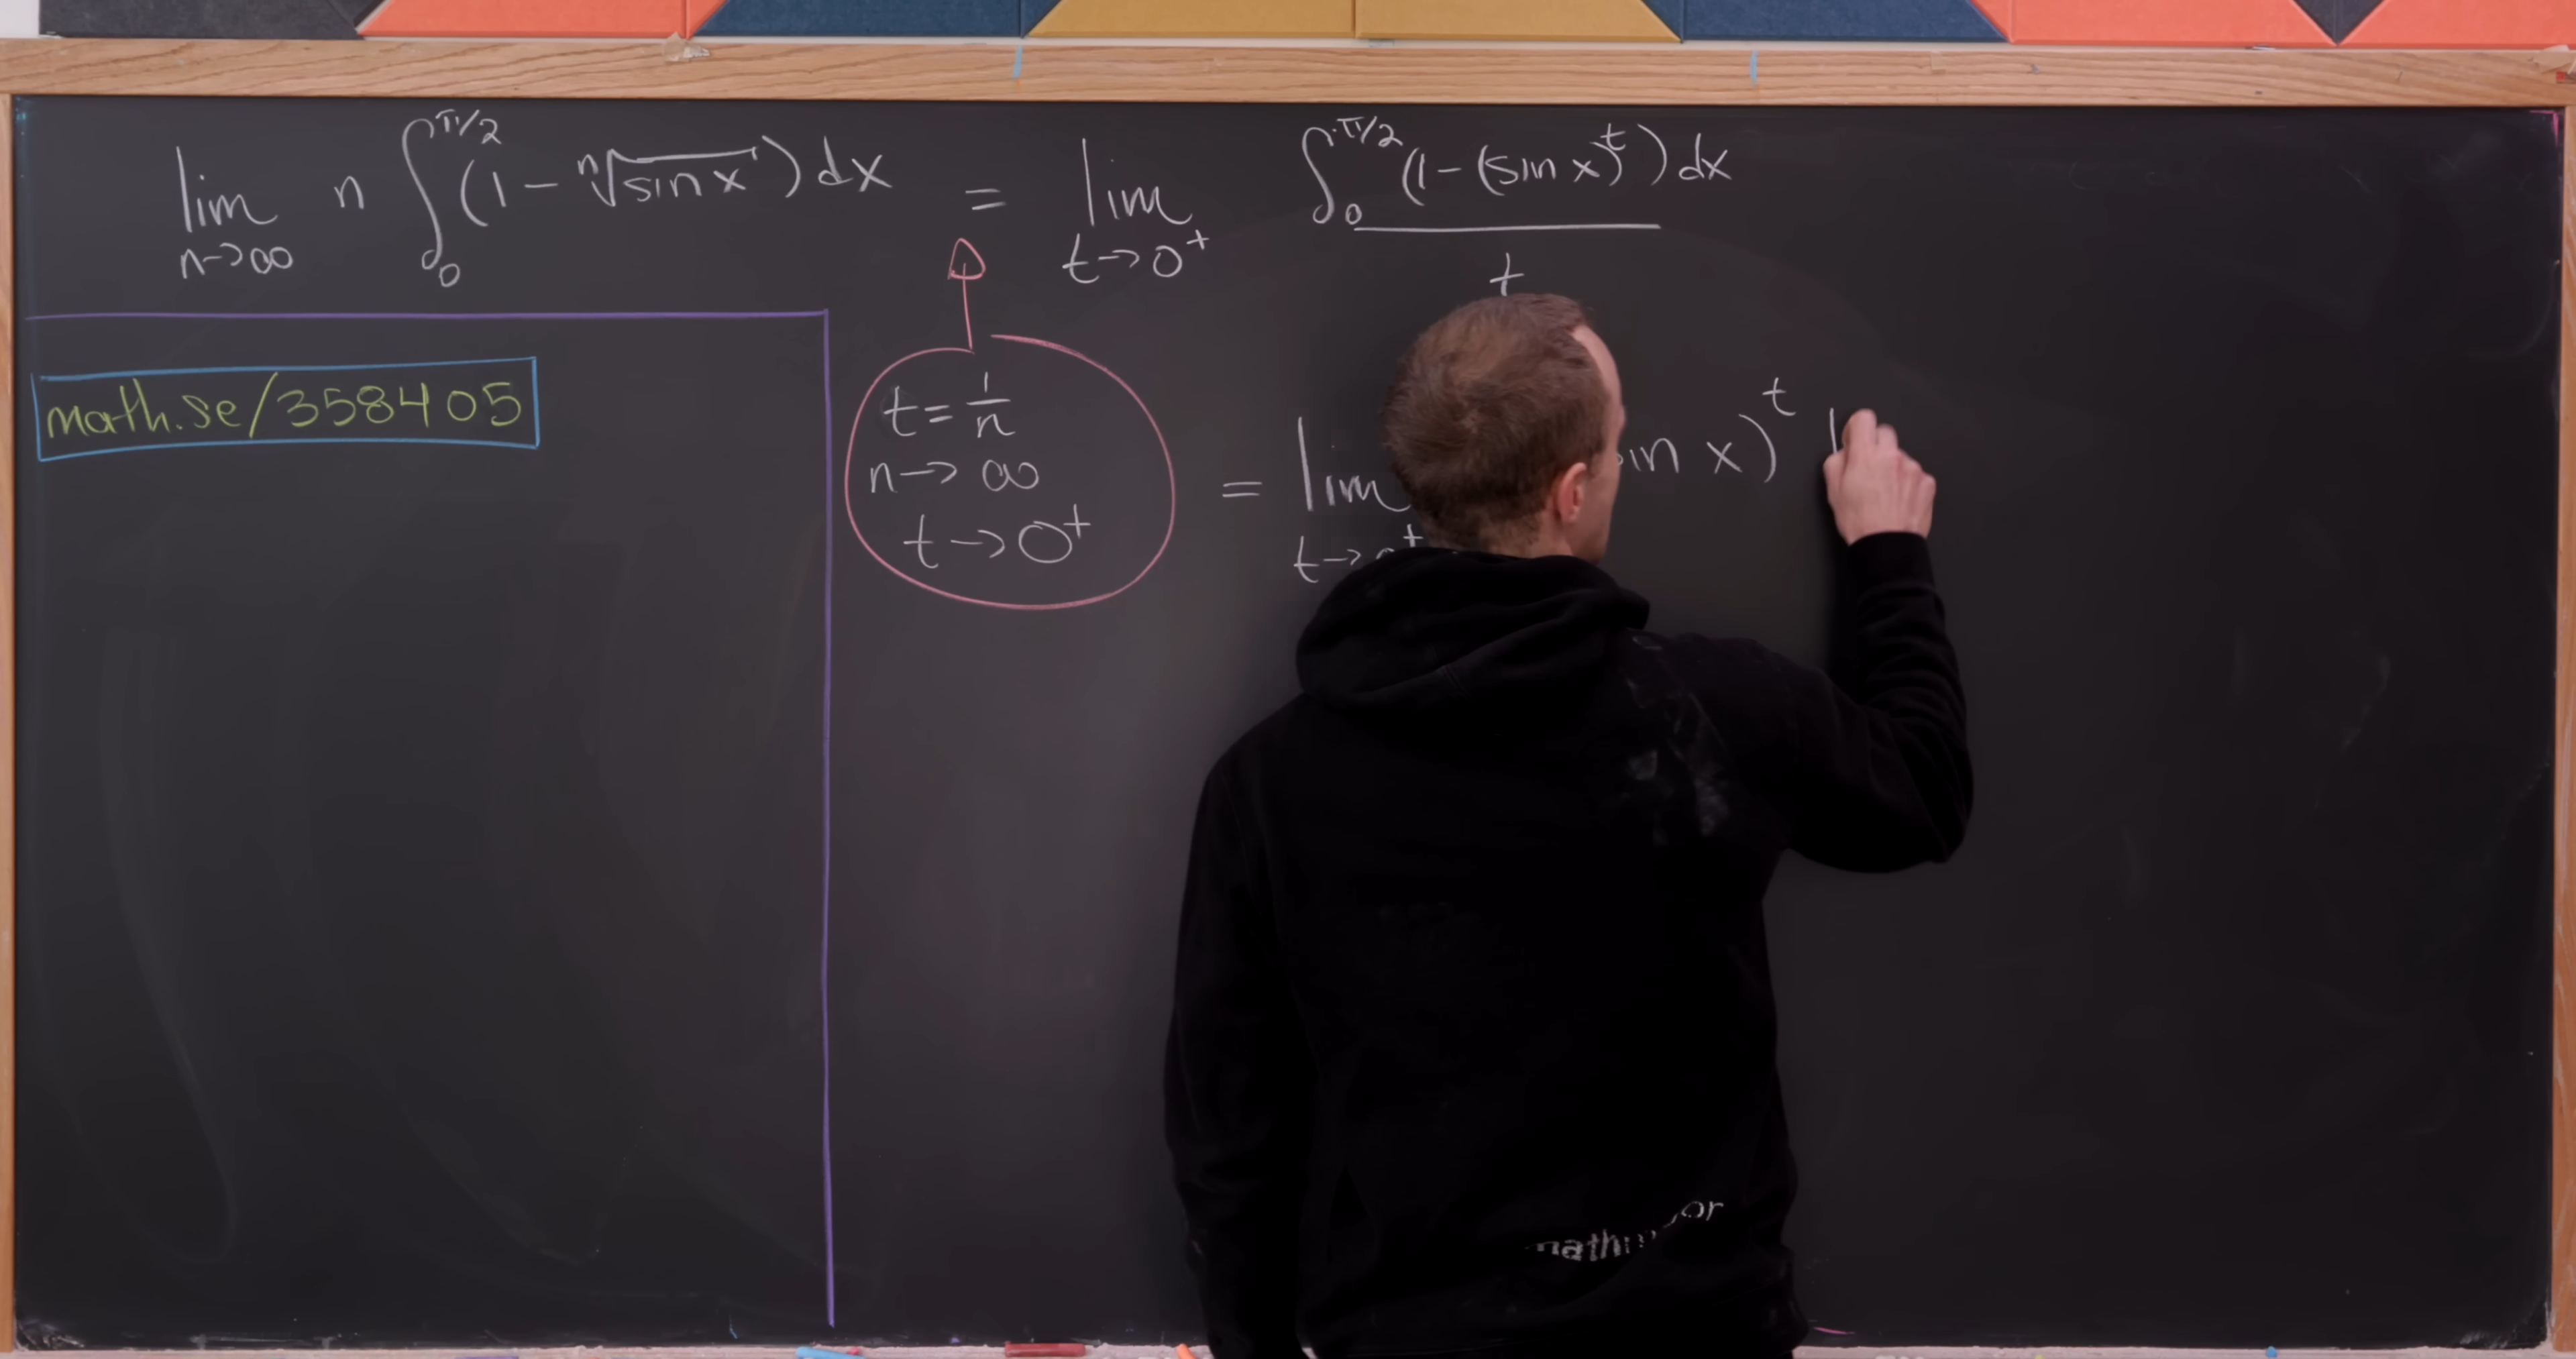 lim n→∞ n ∫₀^π/2 (1 - ⁿ√sin x) dx = lim t→0⁺ ∫₀^π/2 (1-(sin x)^t) dx / t
math.se/358405
t = 1/n
n → ∞
t → 0⁺
= lim t→ in x)^t